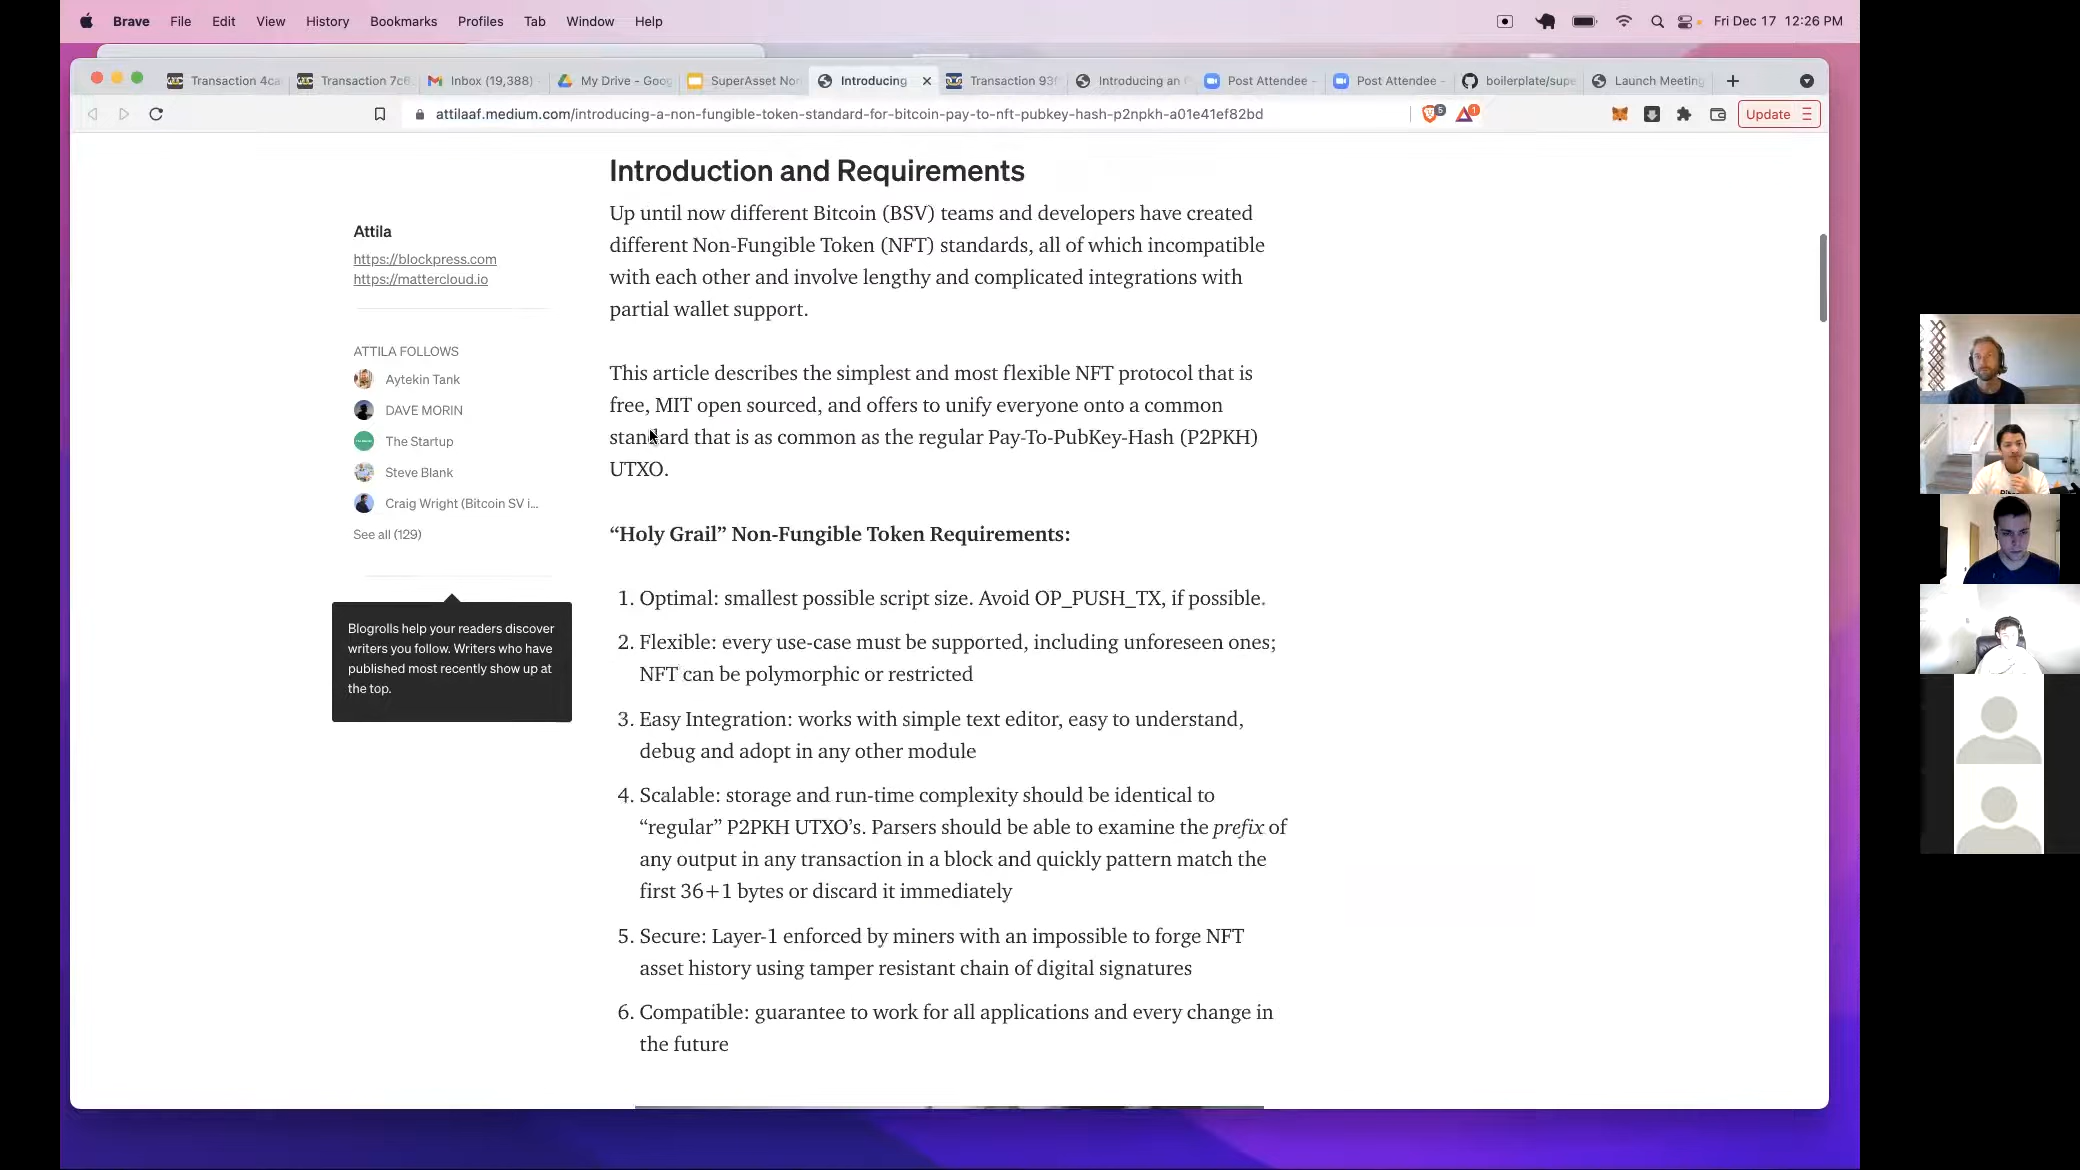 Brave File Edit View History Bookmarks Profiles Tab Window Help Fri Dec 17 12:26 PM
Transaction 4ca Transaction 7c6 Inbox (19,388) My Drive - Goog SuperAsset No Introducing Transaction 93f Introducing an Post Attendee - Post Attendee - boilerplate/supe Launch Meeting
attilaaf.medium.com/introducing-a-non-fungible-token-standard-for-bitcoin-pay-to-nft-pubkey-hash-p2npkh-a01e41ef82bd 5 1 Update
Introduction and Requirements
Up until now different Bitcoin (BSV) teams and developers have created
different Non-Fungible Token (NFT) standards, all of which incompatible
with each other and involve lengthy and complicated integrations with
partial wallet support.
This article describes the simplest and most flexible NFT protocol that is
free, MIT open sourced, and offers to unify everyone onto a common
standard that is as common as the regular Pay-To-PubKey-Hash (P2PKH)
UTXO.
“Holy Grail” Non-Fungible Token Requirements:
1. Optimal: smallest possible script size. Avoid OP_PUSH_TX, if possible.
2. Flexible: every use-case must be supported, including unforeseen ones;
NFT can be polymorphic or restricted
3. Easy Integration: works with simple text editor, easy to understand,
debug and adopt in any other module
4. Scalable: storage and run-time complexity should be identical to
“regular” P2PKH UTXO’s. Parsers should be able to examine the prefix of
any output in any transaction in a block and quickly pattern match the
first 36+1 bytes or discard it immediately
5. Secure: Layer-1 enforced by miners with an impossible to forge NFT
asset history using tamper resistant chain of digital signatures
6. Compatible: guarantee to work for all applications and every change in
the future
Attila
https://blockpress.com
https://mattercloud.io
ATTILA FOLLOWS
Aytekin Tank
DAVE MORIN
The Startup
Steve Blank
Craig Wright (Bitcoin SV i...
See all (129)
Blogrolls help your readers discover
writers you follow. Writers who have
published most recently show up at
the top.